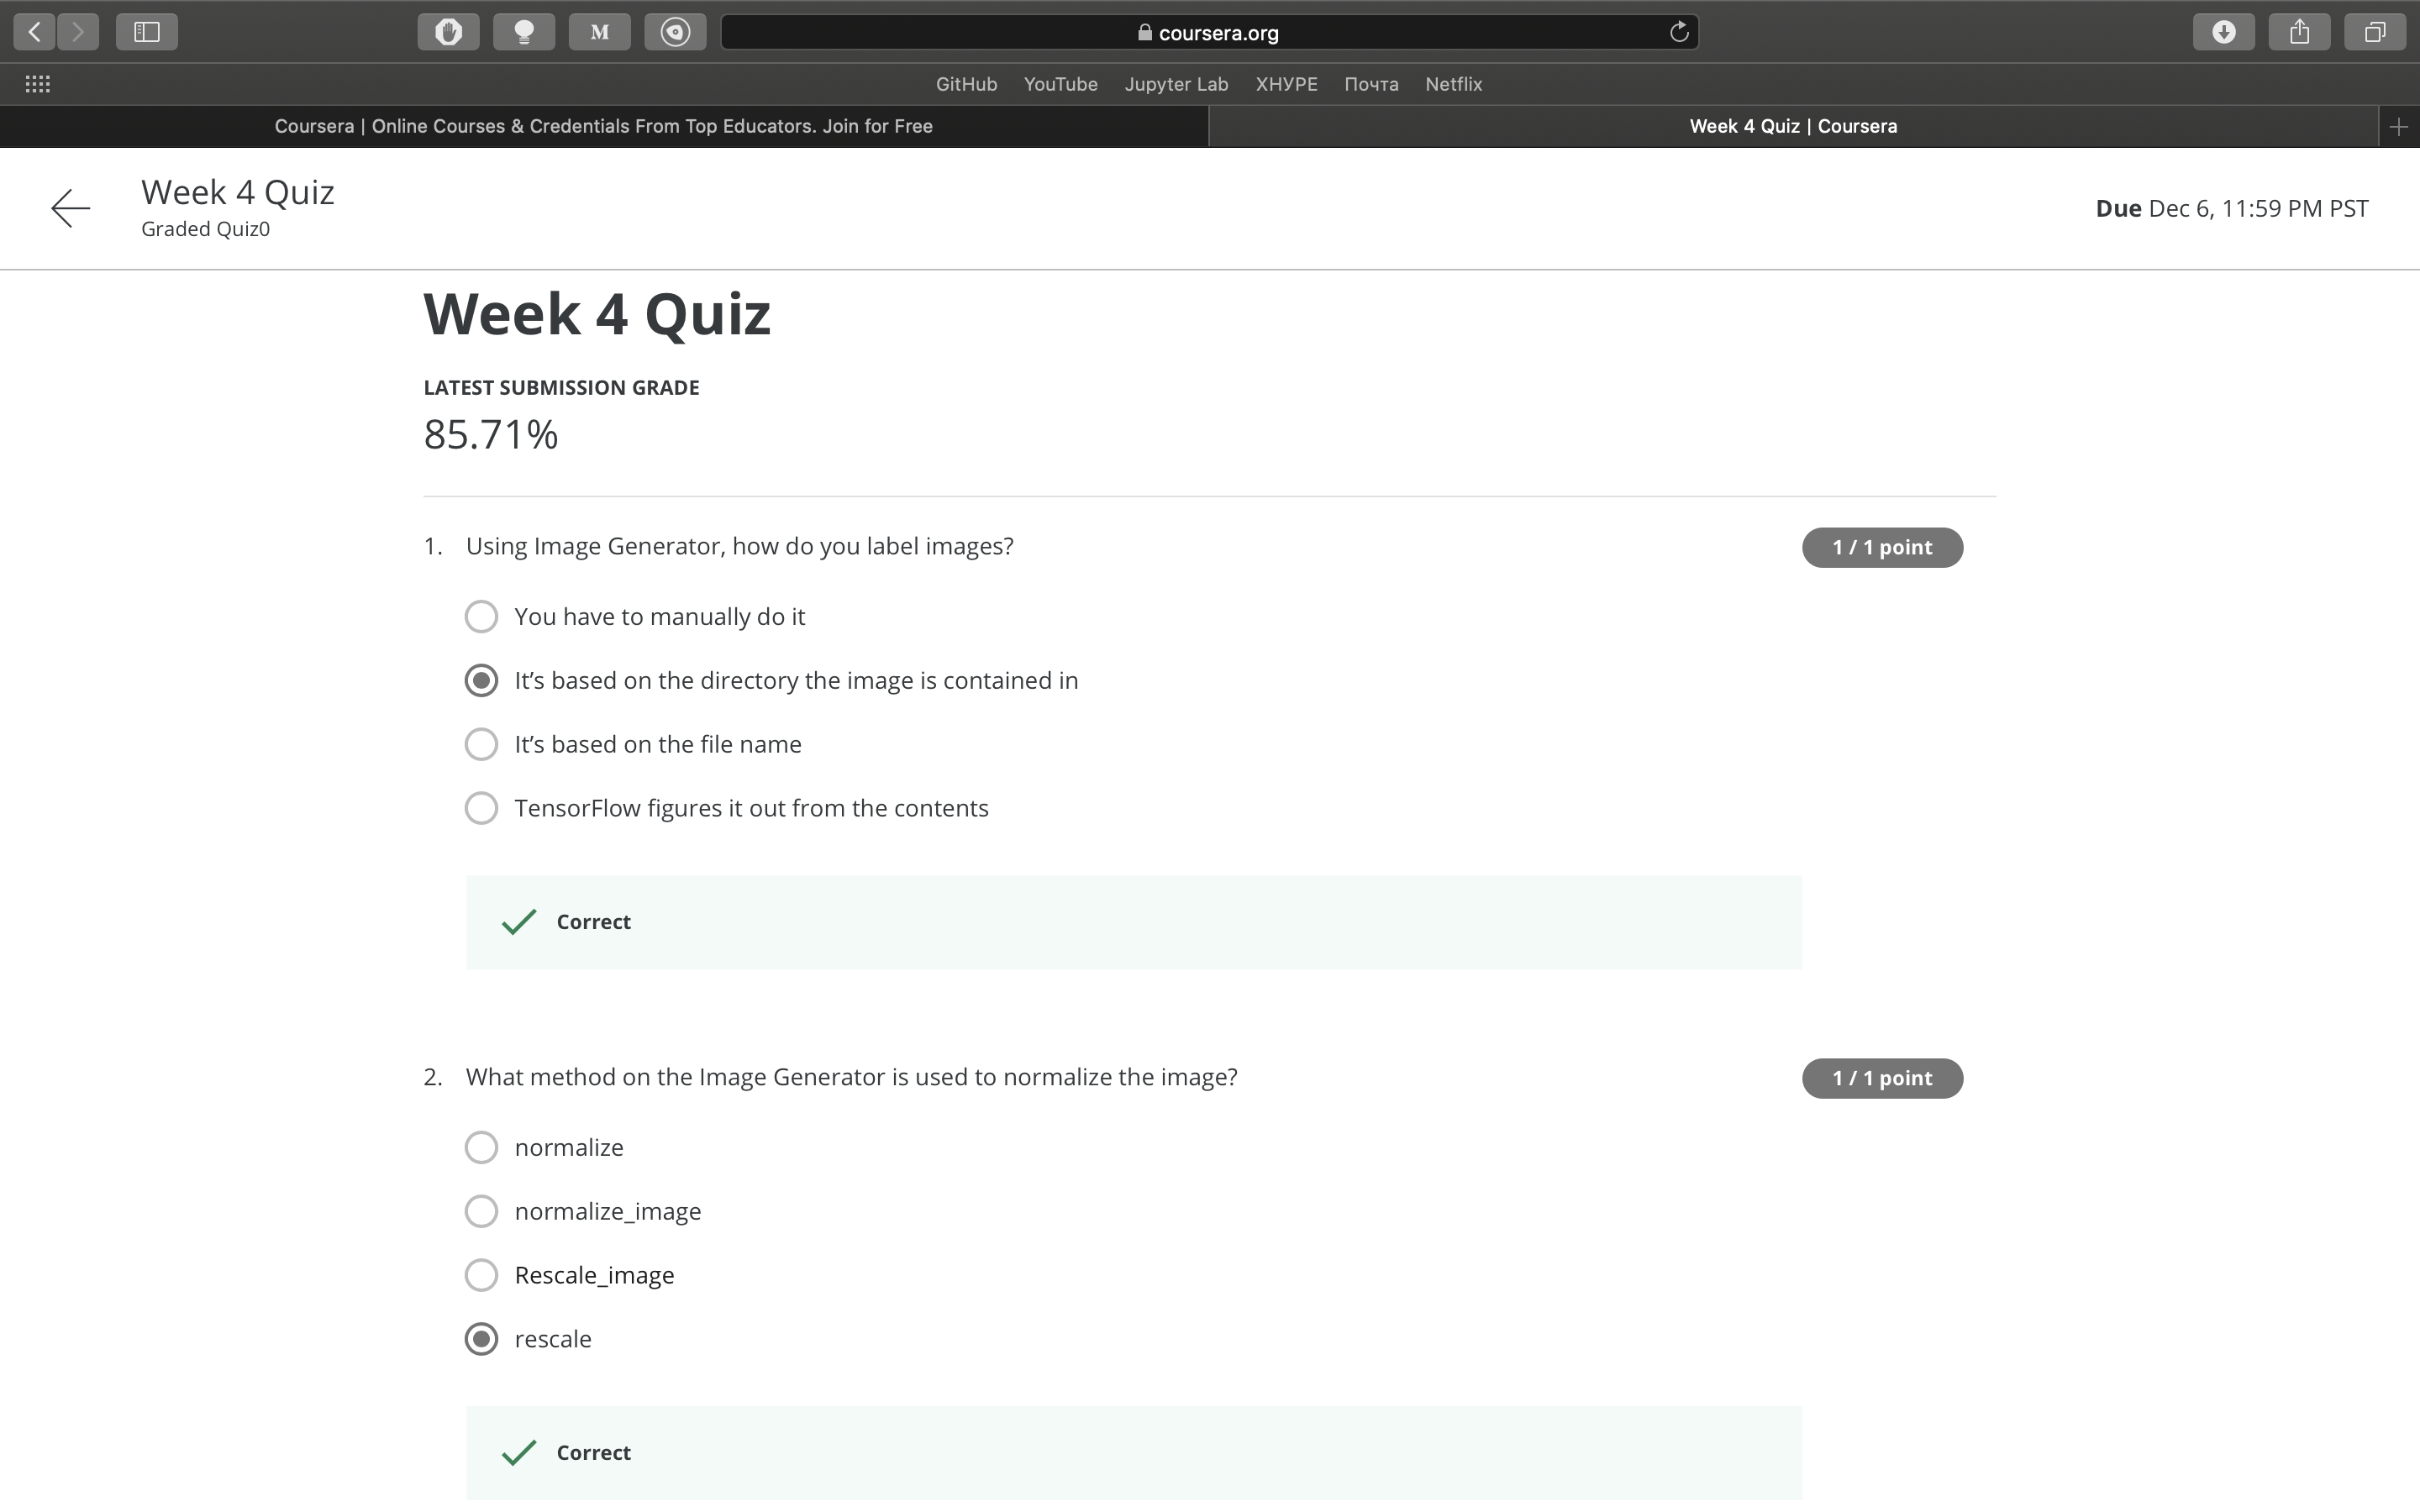 M
coursera.org
GitHub YouTube Jupyter Lab ХНУРЕ Почта Netflix
Coursera | Online Courses & Credentials From Top Educators. Join for Free
Week 4 Quiz | Coursera
Week 4 Quiz
Graded Quiz0
Due Dec 6, 11:59 PM PST
Week 4 Quiz
LATEST SUBMISSION GRADE
85.71%
1. Using Image Generator, how do you label images?
1 / 1 point
You have to manually do it
It’s based on the directory the image is contained in
It’s based on the file name
TensorFlow figures it out from the contents
Correct
2. What method on the Image Generator is used to normalize the image?
1 / 1 point
normalize
normalize_image
Rescale_image
rescale
Correct